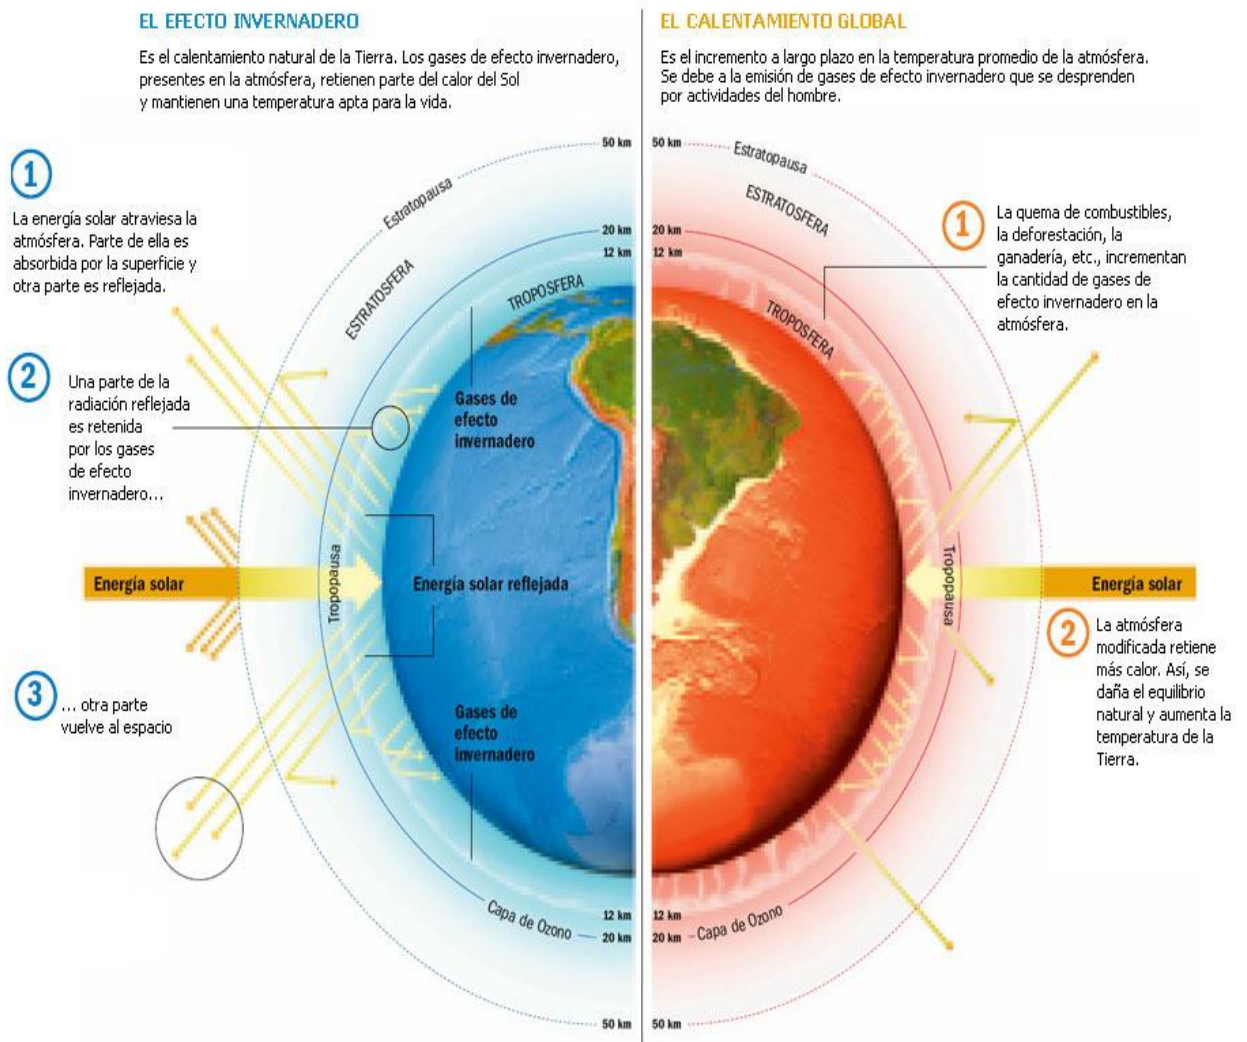 EL EFECTO INVERNADERO
Es el calentamiento natural de la Tierra. Los gases de efecto invernadero,
presentes en la atmósfera, retienen parte del calor del Sol
y mantienen una temperatura apta para la vida.
1
La energía solar atraviesa la
atmósfera. Parte de ella es
absorbida por la superficie y
otra parte es reflejada.
2
Una parte de la
radiación reflejada
es retenida
por los gases
de efecto
invernadero...
Energía solar
3
... otra parte
vuelve al espacio
50 km
Estratopausa
20 km
12 km
ESTRATOSFERA
TROPOSFERA
Gases de
efecto
invernadero
Tropopausa
Energía solar reflejada
Gases de
efecto
invernadero
Capa de Ozono
12 km
20 km
50 km
EL CALENTAMIENTO GLOBAL
Es el incremento a largo plazo en la temperatura promedio de la atmósfera.
Se debe a la emisión de gases de efecto invernadero que se desprenden
por actividades del hombre.
50 km
Estratopausa
ESTRATOSFERA
20 km
12 km
TROPOSFERA
1
La quema de combustibles,
la deforestación, la
ganadería, etc., incrementan
la cantidad de gases de
efecto invernadero en la
atmósfera.
Tropopausa
Energía solar
2
La atmósfera
modificada retiene
más calor. Así, se
daña el equilibrio
natural y aumenta la
temperatura de la
Tierra.
12 km
20 km
Capa de Ozono
50 km